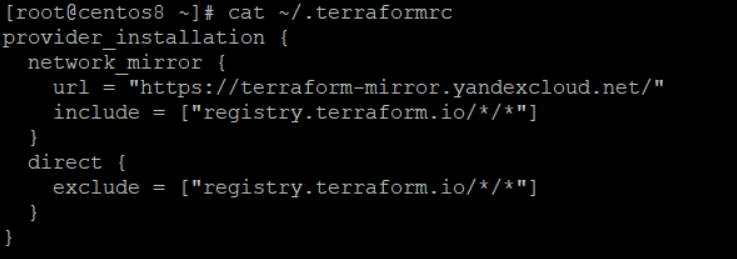 [root@centos8 ~]# cat ~/.terraformrc
provider_installation {
  network_mirror {
    url = "https://terraform-mirror.yandexcloud.net/"
    include = ["registry.terraform.io/*/*"]
  }
  direct {
    exclude = ["registry.terraform.io/*/*"]
  }
}